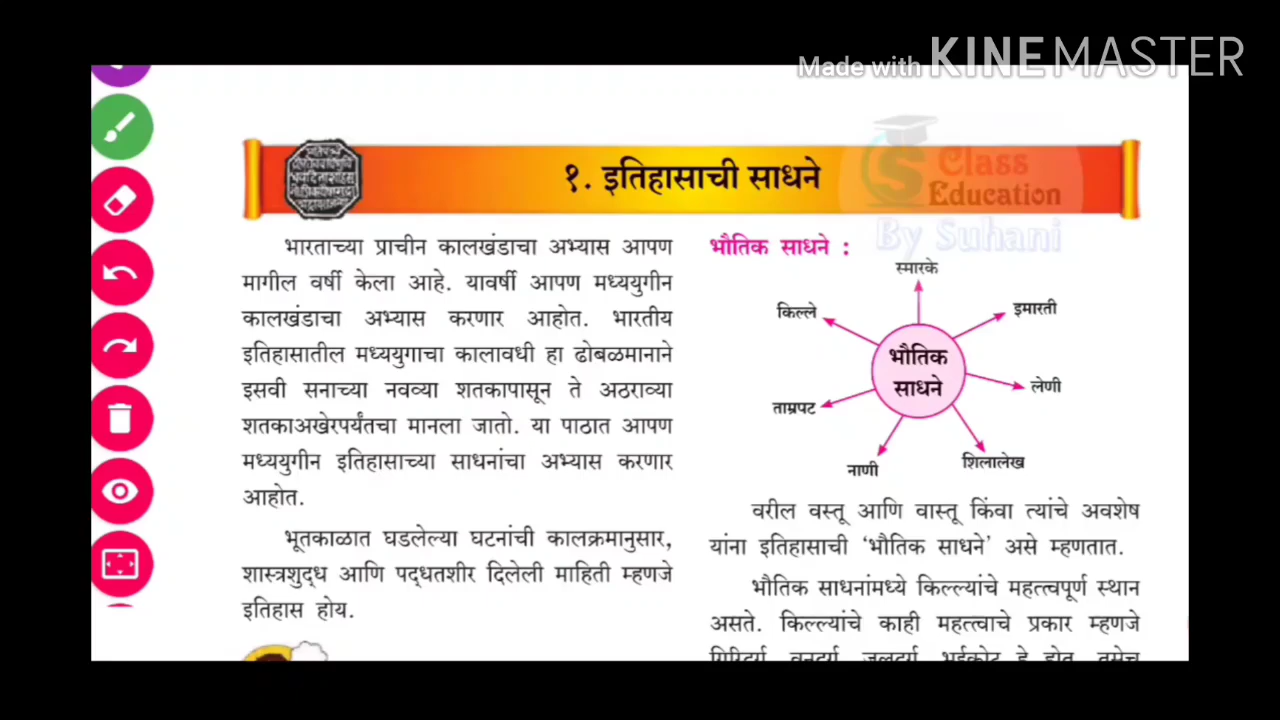 Made with KINEMASTER
१. इतिहासाची साधने
Class
Education
By Suhani
भारताच्या प्राचीन कालखंडाचा अभ्यास आपण
मागील वर्षी केला आहे. यावर्षी आपण मध्ययुगीन
कालखंडाचा अभ्यास करणार आहोत. भारतीय
इतिहासातील मध्ययुगाचा कालावधी हा ढोबळमानाने
इसवी सनाच्या नवव्या शतकापासून ते अठराव्या
शतकाअखेरपर्यंतचा मानला जातो. या पाठात आपण
मध्ययुगीन इतिहासाच्या साधनांचा अभ्यास करणार
आहोत.
भूतकाळात घडलेल्या घटनांची कालक्रमानुसार,
शास्त्रशुद्ध आणि पद्धतशीर दिलेली माहिती म्हणजे
इतिहास होय.
भौतिक साधने :
स्मारके
किल्ले
इमारती
भौतिक
साधने
लेणी
ताम्रपट
नाणी
शिलालेख
वरील वस्तू आणि वास्तू किंवा त्यांचे अवशेष
यांना इतिहासाची ‘भौतिक साधने’ असे म्हणतात.
भौतिक साधनांमध्ये किल्ल्यांचे महत्त्वपूर्ण स्थान
असते. किल्ल्यांचे काही महत्त्वाचे प्रकार म्हणजे
गिरिदुर्ग, वनदुर्ग, जलदुर्ग, भुईकोट हे होत. तसेच